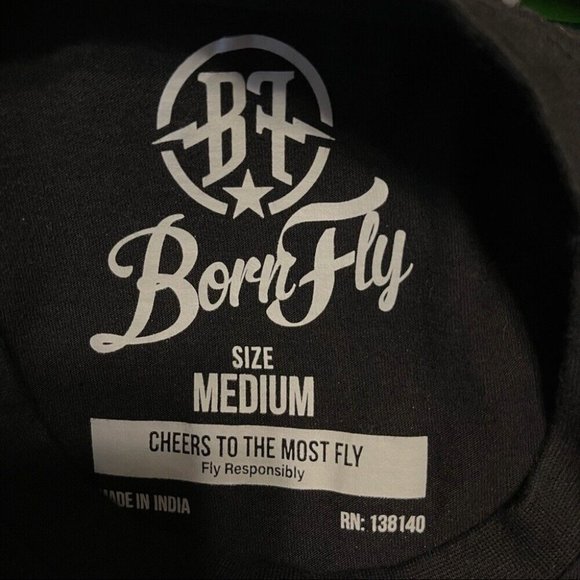 BF
Born Fly
SIZE
MEDIUM
CHEERS TO THE MOST FLY
Fly Responsibly
MADE IN INDIA
RN: 138140